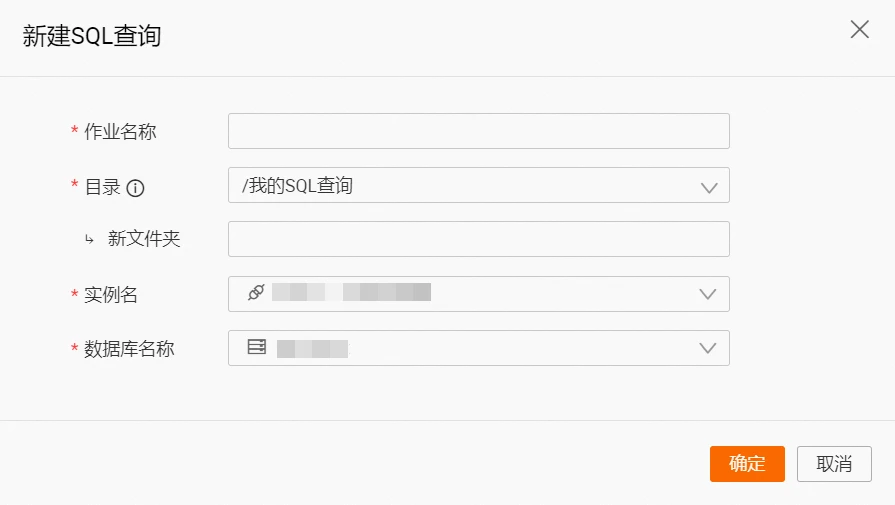 新建SQL查询
* 作业名称
* 目录 /我的SQL查询
新文件夹
* 实例名
* 数据库名称
确定 取消